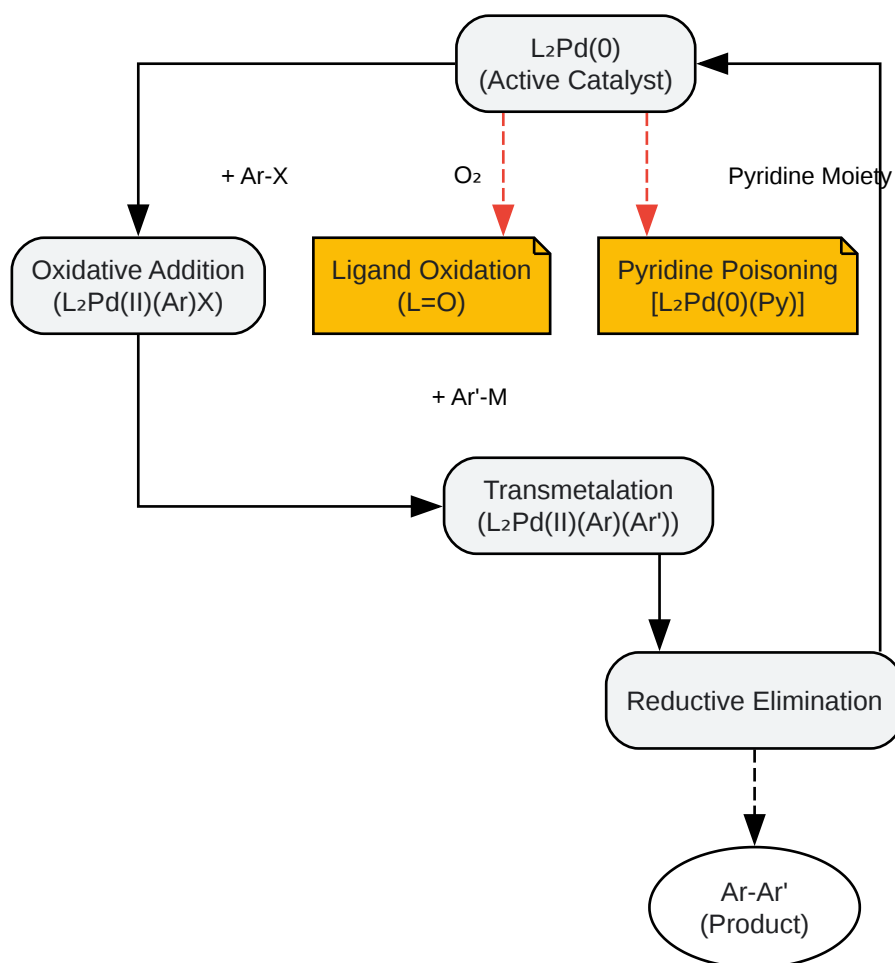 L₂Pd(0)
(Active Catalyst)
+ Ar-X
O₂
Pyridine Moiety
Oxidative Addition
(L₂Pd(II)(Ar)X)
Ligand Oxidation
(L=O)
Pyridine Poisoning
[L₂Pd(0)(Py)]
+ Ar'-M
Transmetalation
(L₂Pd(II)(Ar)(Ar'))
Reductive Elimination
Ar-Ar'
(Product)